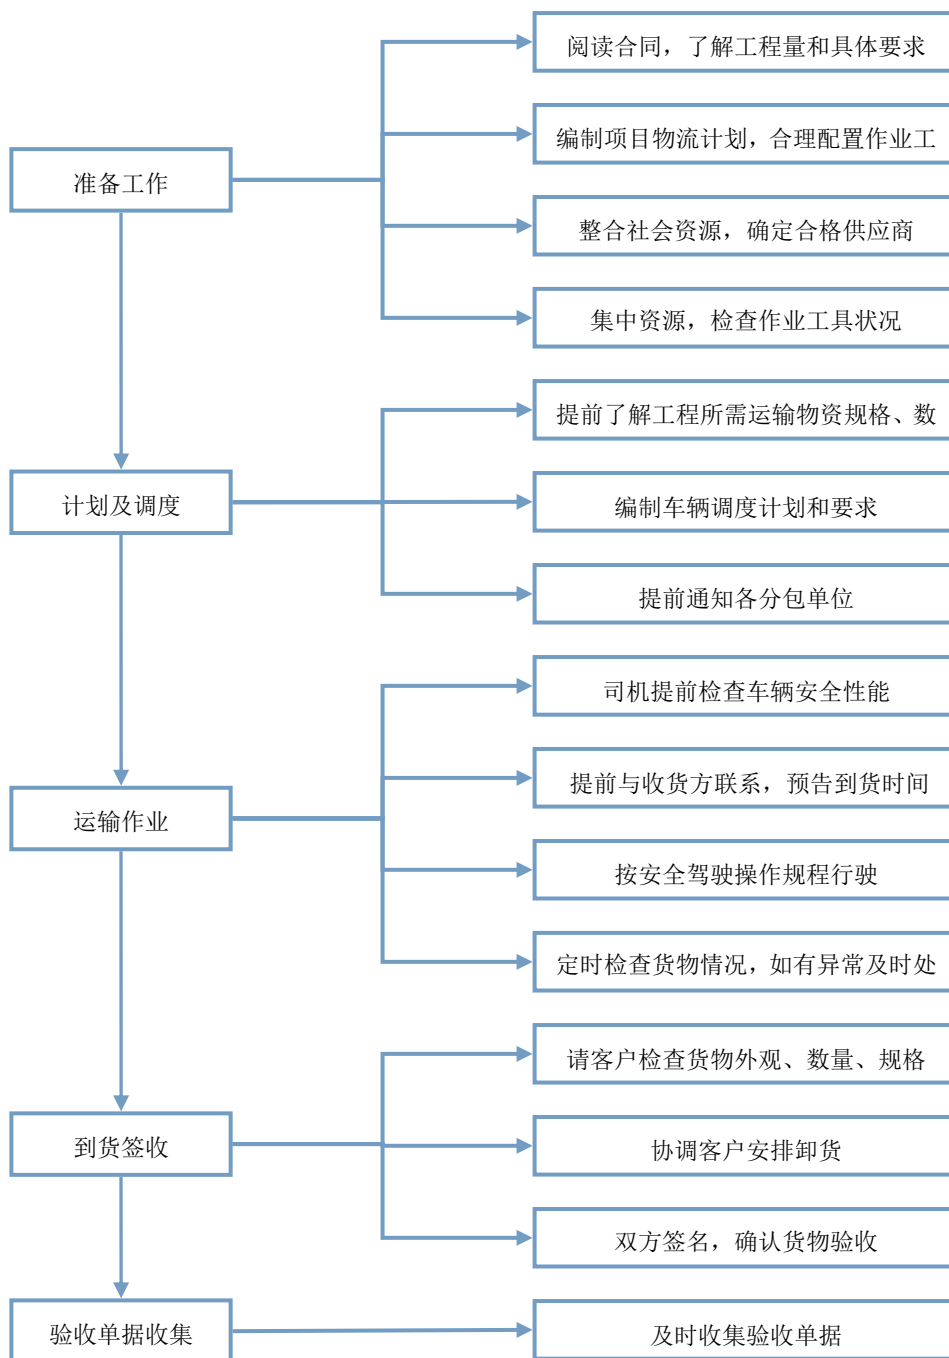 阅读合同，了解工程量和具体要求
编制项目物流计划，合理配置作业工
准备工作
整合社会资源，确定合格供应商
集中资源，检查作业工具状况
提前了解工程所需运输物资规格、数
计划及调度
编制车辆调度计划和要求
提前通知各分包单位
司机提前检查车辆安全性能
提前与收货方联系，预告到货时间
运输作业
按安全驾驶操作规程行驶
定时检查货物情况，如有异常及时处
请客户检查货物外观、数量、规格
到货签收
协调客户安排卸货
双方签名，确认货物验收
验收单据收集
及时收集验收单据